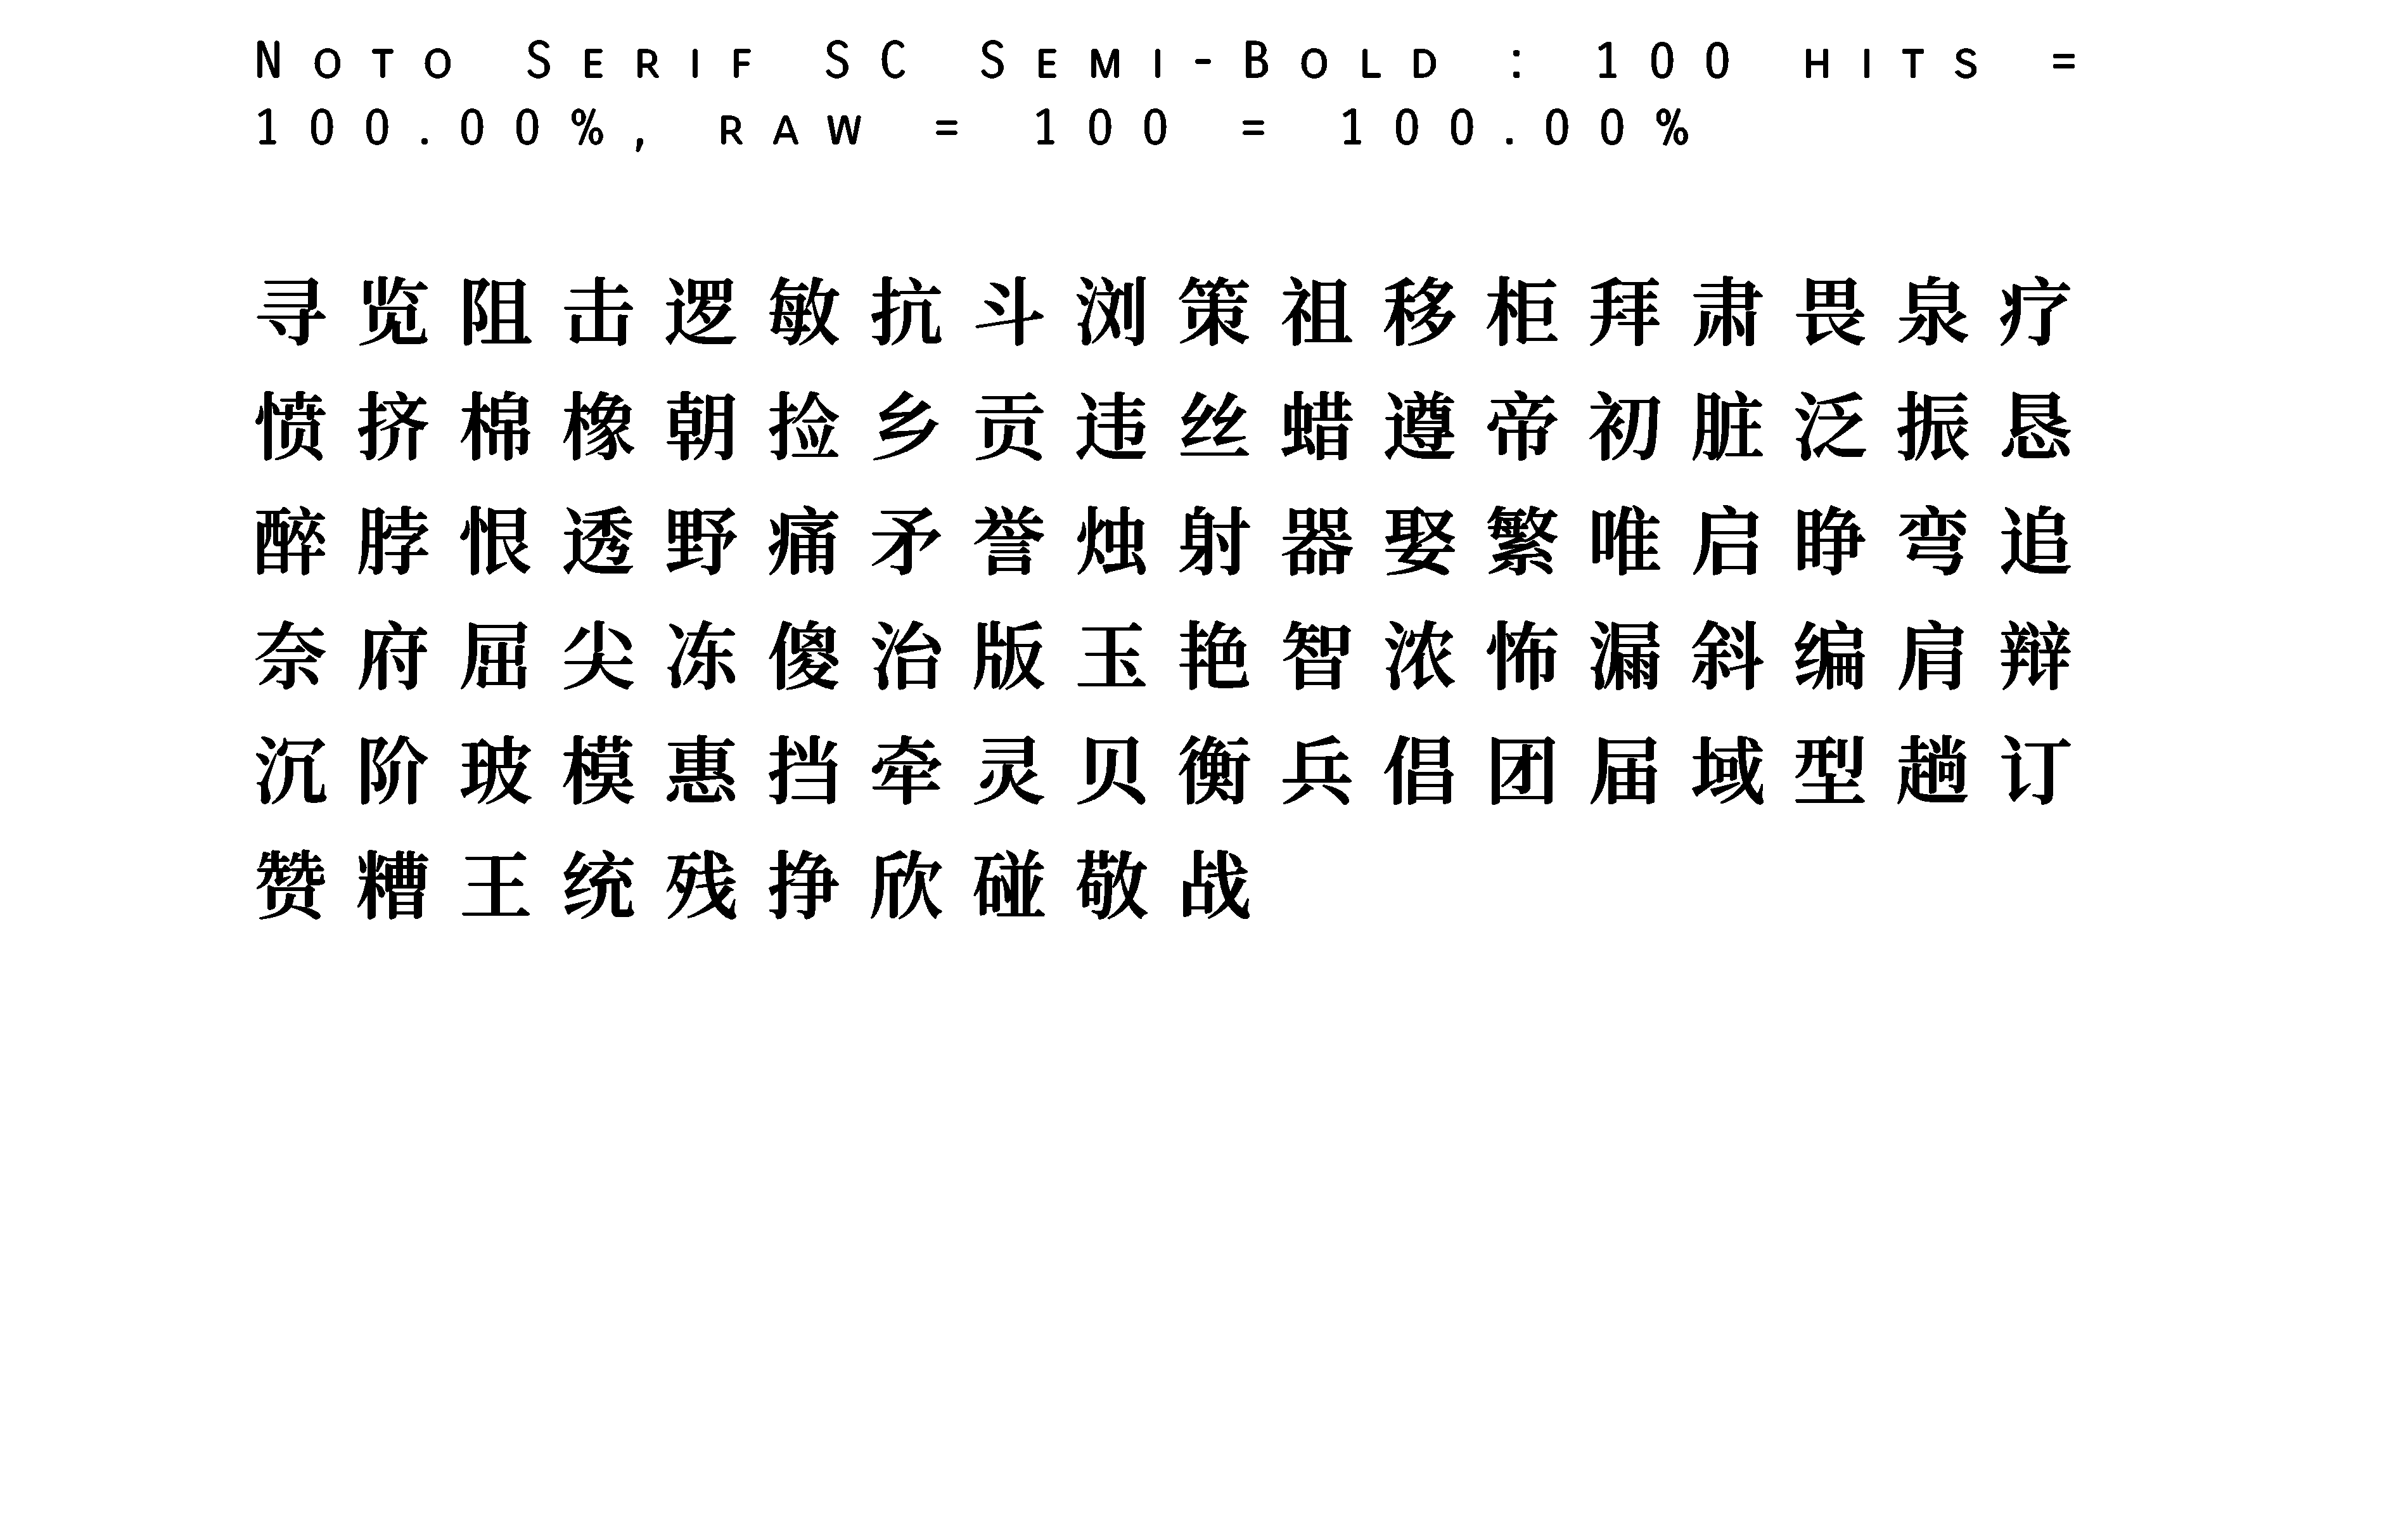 Noto Serif SC Semi-Bold : 100 hits =
100.00%, raw = 100 = 100.00%
寻览阻击逻敏抗斗浏策祖移柜拜肃畏泉疗
愤挤棉橡朝捡乡贡违丝蜡遵帝初脏泛振恳
醉脖恨透野痛矛誉烛射器娶繁唯启睁弯追
奈府屈尖冻傻治版玉艳智浓怖漏斜编肩辩
沉阶玻模惠挡牵灵贝衡兵倡团届域型趟订
赞糟王统残挣欣碰敬战